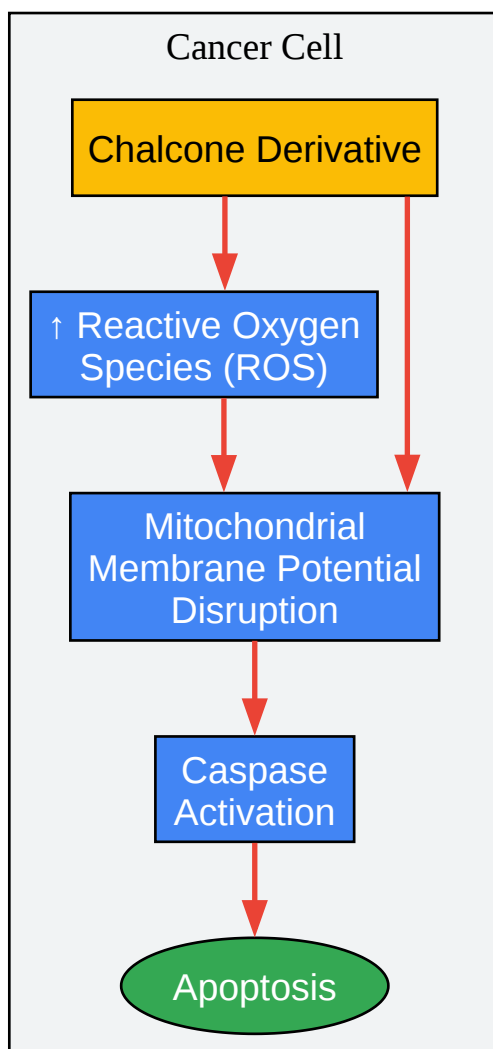 Cancer Cell
Chalcone Derivative
↑ Reactive Oxygen
Species (ROS)
Mitochondrial
Membrane Potential
Disruption
Caspase
Activation
Apoptosis